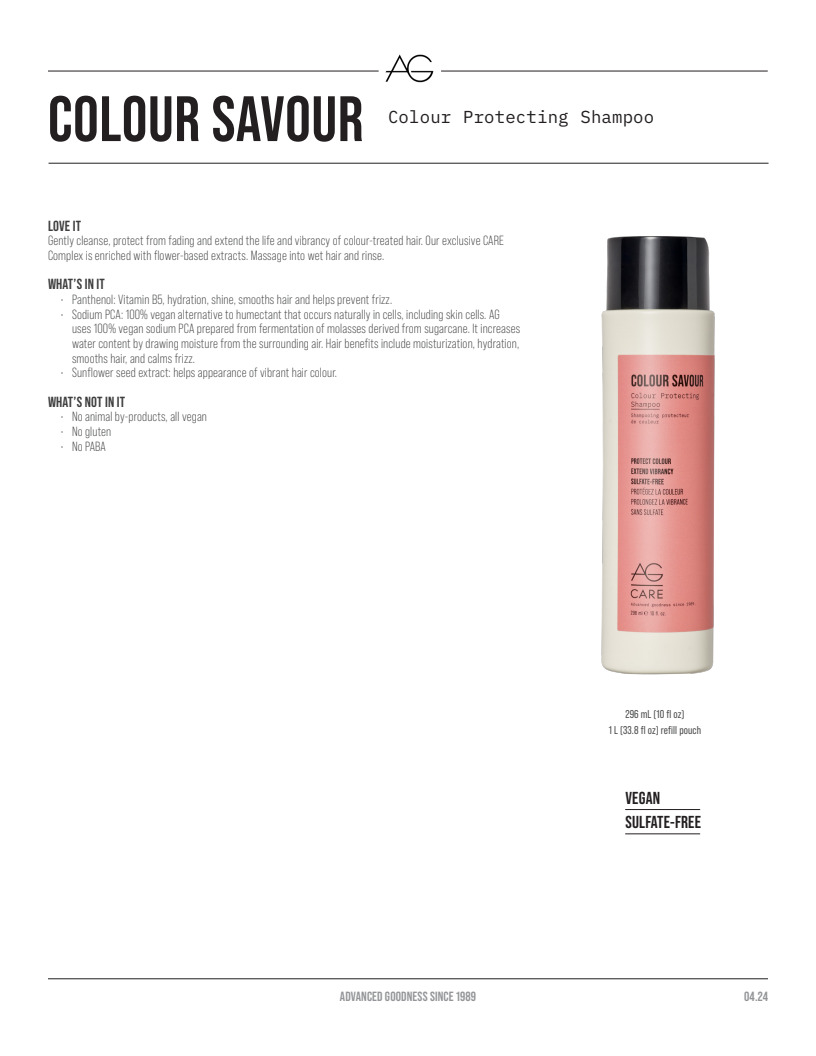 AG
COLOUR SAVOUR Colour Protecting Shampoo
LOVE IT
Gently cleanse, protect from fading and extend the life and vibrancy of colour-treated hair. Our exclusive CARE
Complex is enriched with flower-based extracts. Massage into wet hair and rinse.
WHAT'S IN IT
· Panthenol: Vitamin B5, hydration, shine, smooths hair and helps prevent frizz.
· Sodium PCA: 100% vegan alternative to humectant that occurs naturally in cells, including skin cells. AG
uses 100% vegan sodium PCA prepared from fermentation of molasses derived from sugarcane. It increases
water content by drawing moisture from the surrounding air. Hair benefits include moisturization, hydration,
smooths hair, and calms frizz.
· Sunflower seed extract: helps appearance of vibrant hair colour.
WHAT'S NOT IN IT
· No animal by-products, all vegan
· No gluten
· No PABA
COLOUR SAVOUR
Colour Protecting
Shampoo
Shampooing protecteur
de couleur
PROTECT COLOUR
EXTEND VIBRANCY
SULFATE-FREE
PROTÉGEZ LA COULEUR
PROLONGEZ LA VIBRANCE
SANS SULFATE
AG
CARE
Advanced goodness since 1989
296 ml ℮ 10 fl. oz.
296 mL (10 fl oz)
1 L (33.8 fl oz) refill pouch
VEGAN
SULFATE-FREE
ADVANCED GOODNESS SINCE 1989
04.24